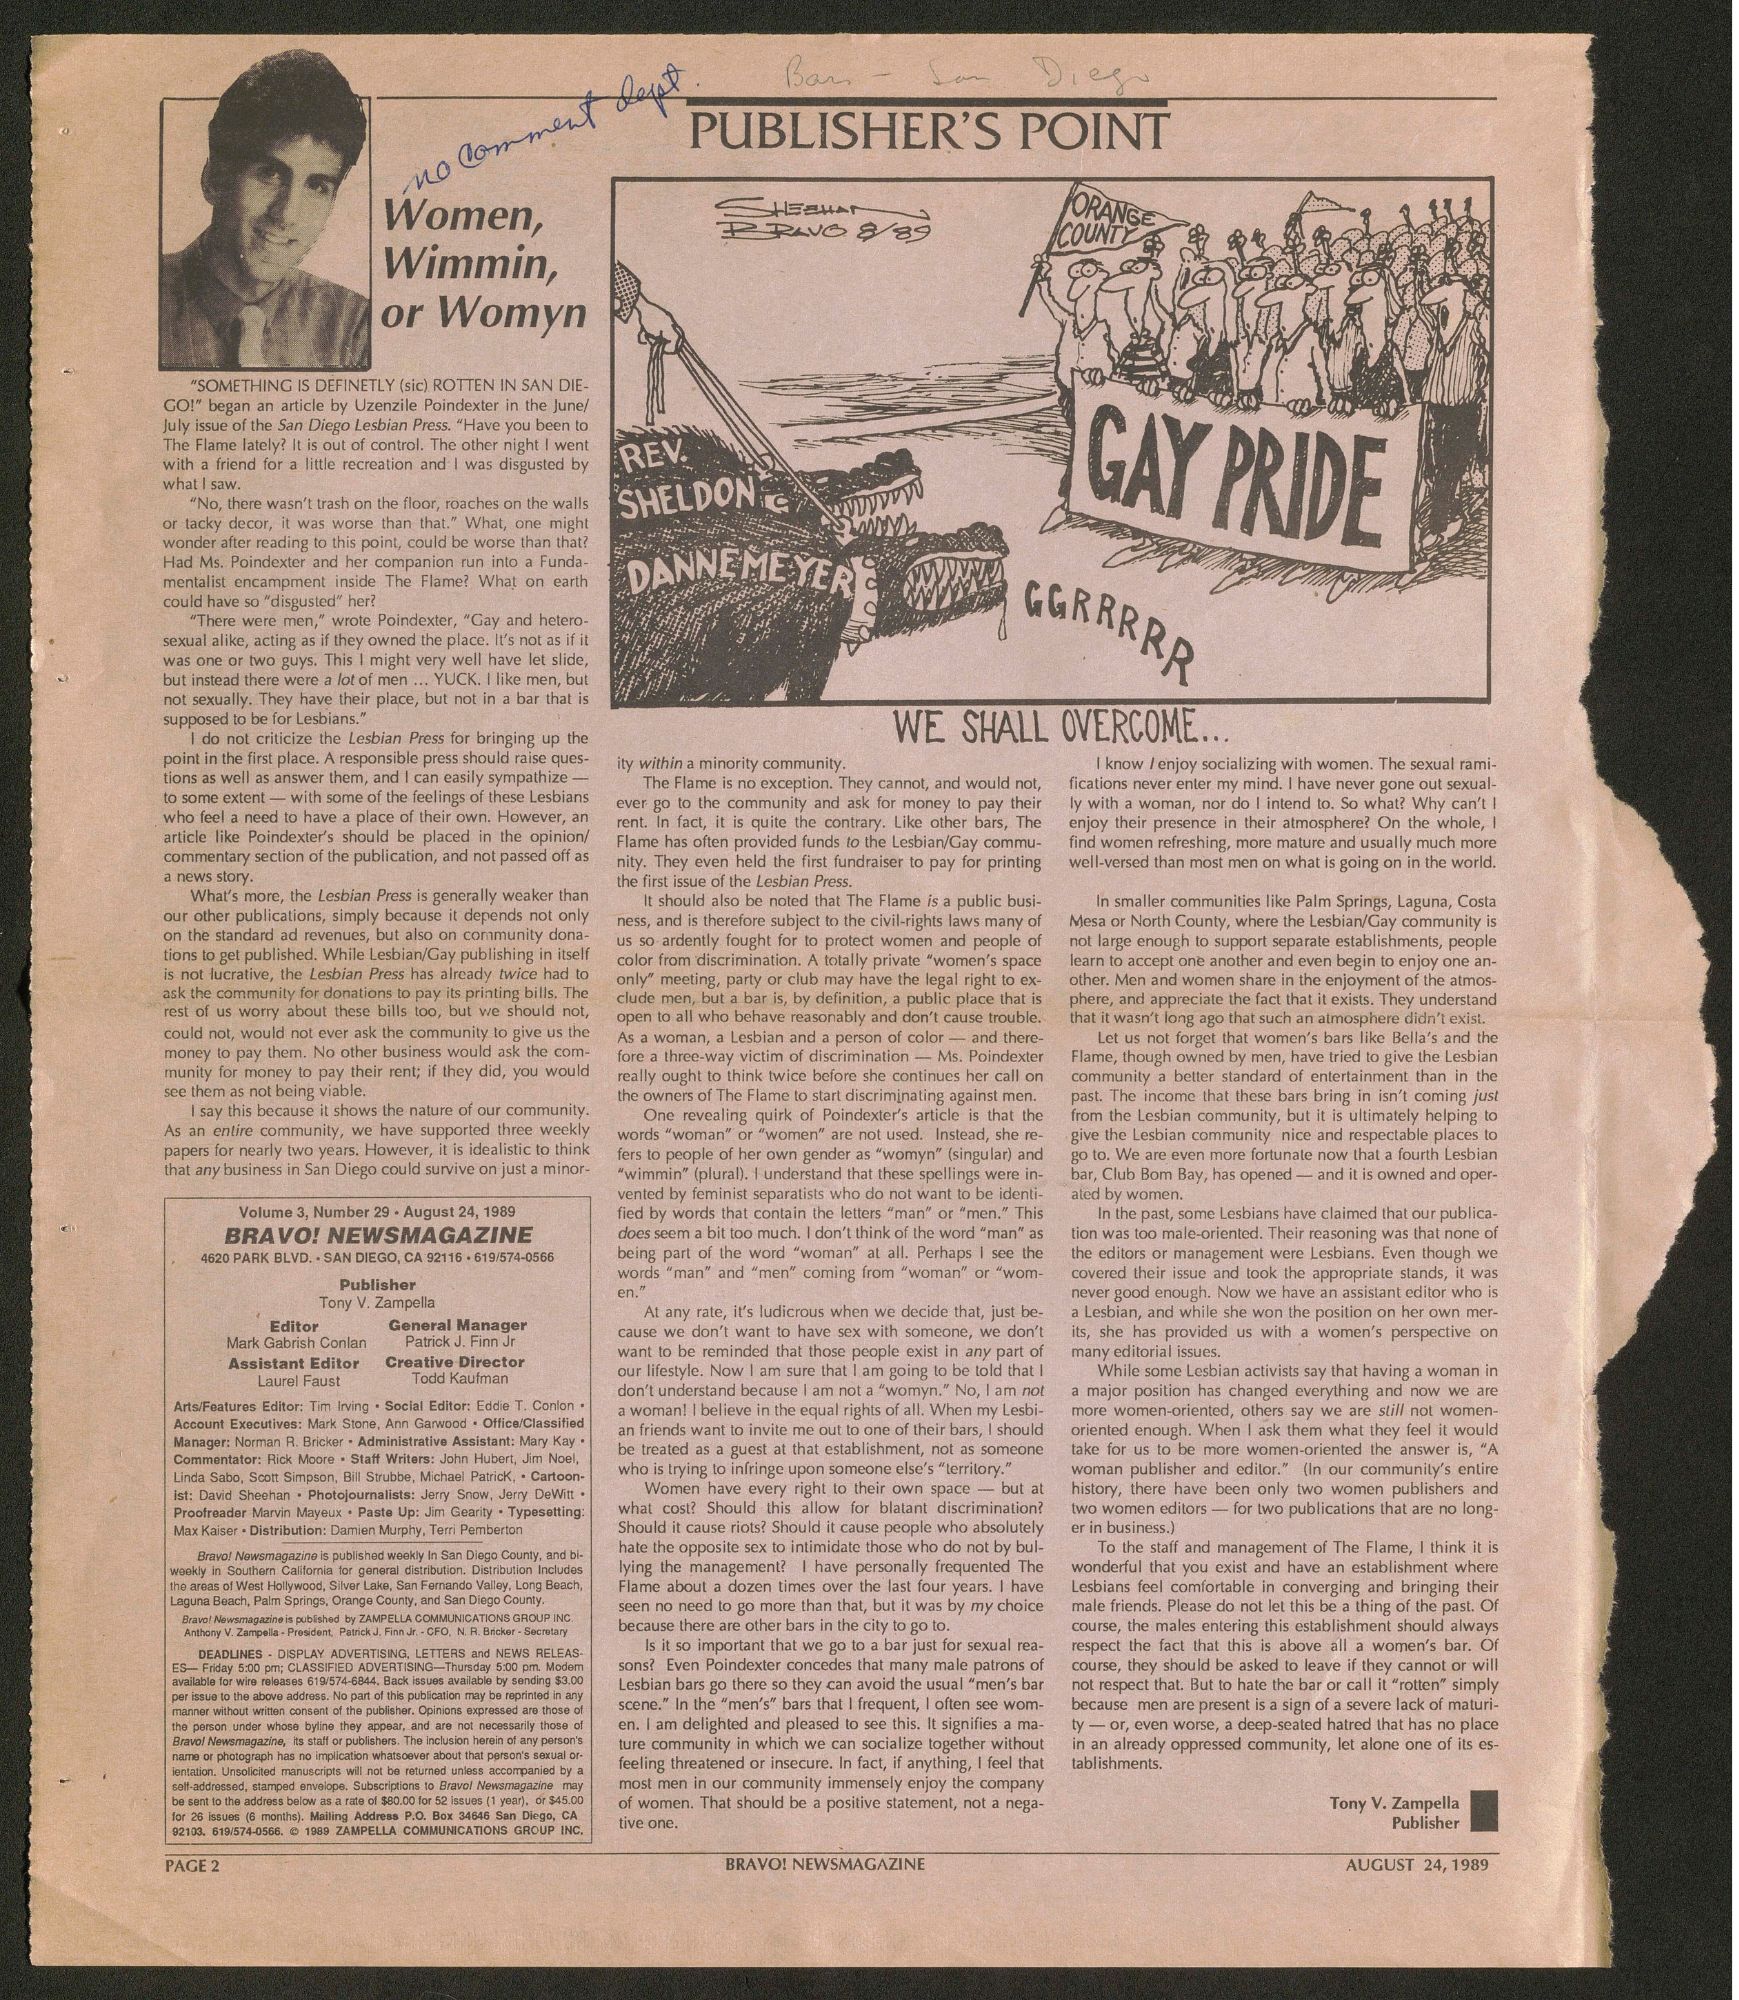 Bars - San Diego
no comment dept.
PUBLISHER'S POINT
Women,
Wimmin,
or Womyn
SHEEHAN
BRAVO 8/89
ORANGE
COUNTY
GAY PRIDE
REV.
SHELDON
DANNEMEYER
GGRRRRRR
WE SHALL OVERCOME...
"SOMETHING IS DEFINETLY (sic) ROTTEN IN SAN DIE-
GO!" began an article by Uzenzile Poindexter in the June/
July issue of the San Diego Lesbian Press. "Have you been to
The Flame lately? It is out of control. The other night I went
with a friend for a little recreation and I was disgusted by
what I saw.
"No, there wasn't trash on the floor, roaches on the walls
or tacky decor, it was worse than that." What, one might
wonder after reading to this point, could be worse than that?
Had Ms. Poindexter and her companion run into a Funda-
mentalist encampment inside The Flame? What on earth
could have so "disgusted" her?
"There were men," wrote Poindexter, "Gay and hetero-
sexual alike, acting as if they owned the place. It's not as if it
was one or two guys. This I might very well have let slide,
but instead there were a lot of men ... YUCK. I like men, but
not sexually. They have their place, but not in a bar that is
supposed to be for Lesbians."
I do not criticize the Lesbian Press for bringing up the
point in the first place. A responsible press should raise ques-
tions as well as answer them, and I can easily sympathize —
to some extent — with some of the feelings of these Lesbians
who feel a need to have a place of their own. However, an
article like Poindexter's should be placed in the opinion/
commentary section of the publication, and not passed off as
a news story.
What's more, the Lesbian Press is generally weaker than
our other publications, simply because it depends not only
on the standard ad revenues, but also on community dona-
tions to get published. While Lesbian/Gay publishing in itself
is not lucrative, the Lesbian Press has already twice had to
ask the community for donations to pay its printing bills. The
rest of us worry about these bills too, but we should not,
could not, would not ever ask the community to give us the
money to pay them. No other business would ask the com-
munity for money to pay their rent; if they did, you would
see them as not being viable.
I say this because it shows the nature of our community.
As an entire community, we have supported three weekly
papers for nearly two years. However, it is idealistic to think
that any business in San Diego could survive on just a minor-
Volume 3, Number 29 • August 24, 1989
BRAVO! NEWSMAGAZINE
4620 PARK BLVD. • SAN DIEGO, CA 92116 • 619/574-0566
Publisher
Tony V. Zampella
Editor General Manager
Mark Gabrish Conlan Patrick J. Finn Jr
Assistant Editor Creative Director
Laurel Faust Todd Kaufman
Arts/Features Editor: Tim Irving • Social Editor: Eddie T. Conlon •
Account Executives: Mark Stone, Ann Garwood • Office/Classified
Manager: Norman R. Bricker • Administrative Assistant: Mary Kay •
Commentator: Rick Moore • Staff Writers: John Hubert, Jim Noel,
Linda Sabo, Scott Simpson, Bill Strubbe, Michael PatricK, • Cartoon-
ist: David Sheehan • Photojournalists: Jerry Snow, Jerry DeWitt •
Proofreader Marvin Mayeux • Paste Up: Jim Gearity • Typesetting:
Max Kaiser • Distribution: Damien Murphy, Terri Pemberton
Bravo! Newsmagazine is published weekly In San Diego County, and bi-
weekly in Southern California for general distribution. Distribution Includes
the areas of West Hollywood, Silver Lake, San Fernando Valley, Long Beach,
Laguna Beach, Palm Springs, Orange County, and San Diego County.
Bravo! Newsmagazine is published by ZAMPELLA COMMUNICATIONS GROUP INC.
Anthony V. Zampella - President, Patrick J. Finn Jr. - CFO, N. R. Bricker - Secretary
DEADLINES - DISPLAY ADVERTISING, LETTERS and NEWS RELEAS-
ES— Friday 5:00 pm; CLASSIFIED ADVERTISING—Thursday 5:00 pm. Modem
available for wire releases 619/574-6844. Back issues available by sending $3.00
per issue to the above address. No part of this publication may be reprinted in any
manner without written consent of the publisher. Opinions expressed are those of
the person under whose byline they appear, and are not necessarily those of
Bravo! Newsmagazine, its staff or publishers. The inclusion herein of any person's
name or photograph has no implication whatsoever about that person's sexual or-
ientation. Unsolicited manuscripts will not be returned unless accompanied by a
self-addressed, stamped envelope. Subscriptions to Bravo! Newsmagazine may
be sent to the address below as a rate of $80.00 for 52 issues (1 year), or $45.00
for 26 issues (6 months). Mailing Address P.O. Box 34646 San Diego, CA
92103. 619/574-0566. © 1989 ZAMPELLA COMMUNICATIONS GROUP INC.
ity within a minority community.
The Flame is no exception. They cannot, and would not,
ever go to the community and ask for money to pay their
rent. In fact, it is quite the contrary. Like other bars, The
Flame has often provided funds to the Lesbian/Gay commu-
nity. They even held the first fundraiser to pay for printing
the first issue of the Lesbian Press.
It should also be noted that The Flame is a public busi-
ness, and is therefore subject to the civil-rights laws many of
us so ardently fought for to protect women and people of
color from discrimination. A totally private "women's space
only" meeting, party or club may have the legal right to ex-
clude men, but a bar is, by definition, a public place that is
open to all who behave reasonably and don't cause trouble.
As a woman, a Lesbian and a person of color — and there-
fore a three-way victim of discrimination — Ms. Poindexter
really ought to think twice before she continues her call on
the owners of The Flame to start discriminating against men.
One revealing quirk of Poindexter's article is that the
words "woman" or "women" are not used. Instead, she re-
fers to people of her own gender as "womyn" (singular) and
"wimmin" (plural). I understand that these spellings were in-
vented by feminist separatists who do not want to be identi-
fied by words that contain the letters "man" or "men." This
does seem a bit too much. I don't think of the word "man" as
being part of the word "woman" at all. Perhaps I see the
words "man" and "men" coming from "woman" or "wom-
en."
At any rate, it's ludicrous when we decide that, just be-
cause we don't want to have sex with someone, we don't
want to be reminded that those people exist in any part of
our lifestyle. Now I am sure that I am going to be told that I
don't understand because I am not a "womyn." No, I am not
a woman! I believe in the equal rights of all. When my Lesbi-
an friends want to invite me out to one of their bars, I should
be treated as a guest at that establishment, not as someone
who is trying to infringe upon someone else's "territory."
Women have every right to their own space — but at
what cost? Should this allow for blatant discrimination?
Should it cause riots? Should it cause people who absolutely
hate the opposite sex to intimidate those who do not by bul-
lying the management? I have personally frequented The
Flame about a dozen times over the last four years. I have
seen no need to go more than that, but it was by my choice
because there are other bars in the city to go to.
Is it so important that we go to a bar just for sexual rea-
sons? Even Poindexter concedes that many male patrons of
Lesbian bars go there so they can avoid the usual "men's bar
scene." In the "men's" bars that I frequent, I often see wom-
en. I am delighted and pleased to see this. It signifies a ma-
ture community in which we can socialize together without
feeling threatened or insecure. In fact, if anything, I feel that
most men in our community immensely enjoy the company
of women. That should be a positive statement, not a nega-
tive one.
I know I enjoy socializing with women. The sexual rami-
fications never enter my mind. I have never gone out sexual-
ly with a woman, nor do I intend to. So what? Why can't I
enjoy their presence in their atmosphere? On the whole, I
find women refreshing, more mature and usually much more
well-versed than most men on what is going on in the world.
In smaller communities like Palm Springs, Laguna, Costa
Mesa or North County, where the Lesbian/Gay community is
not large enough to support separate establishments, people
learn to accept one another and even begin to enjoy one an-
other. Men and women share in the enjoyment of the atmos-
phere, and appreciate the fact that it exists. They understand
that it wasn't long ago that such an atmosphere didn't exist.
Let us not forget that women's bars like Bella's and the
Flame, though owned by men, have tried to give the Lesbian
community a better standard of entertainment than in the
past. The income that these bars bring in isn't coming just
from the Lesbian community, but it is ultimately helping to
give the Lesbian community nice and respectable places to
go to. We are even more fortunate now that a fourth Lesbian
bar, Club Bom Bay, has opened — and it is owned and oper-
ated by women.
In the past, some Lesbians have claimed that our publica-
tion was too male-oriented. Their reasoning was that none of
the editors or management were Lesbians. Even though we
covered their issue and took the appropriate stands, it was
never good enough. Now we have an assistant editor who is
a Lesbian, and while she won the position on her own mer-
its, she has provided us with a women's perspective on
many editorial issues.
While some Lesbian activists say that having a woman in
a major position has changed everything and now we are
more women-oriented, others say we are still not women-
oriented enough. When I ask them what they feel it would
take for us to be more women-oriented the answer is, "A
woman publisher and editor." (In our community's entire
history, there have been only two women publishers and
two women editors — for two publications that are no long-
er in business.)
To the staff and management of The Flame, I think it is
wonderful that you exist and have an establishment where
Lesbians feel comfortable in converging and bringing their
male friends. Please do not let this be a thing of the past. Of
course, the males entering this establishment should always
respect the fact that this is above all a women's bar. Of
course, they should be asked to leave if they cannot or will
not respect that. But to hate the bar or call it "rotten" simply
because men are present is a sign of a severe lack of maturi-
ty — or, even worse, a deep-seated hatred that has no place
in an already oppressed community, let alone one of its es-
tablishments.
Tony V. Zampella
Publisher
PAGE 2 BRAVO! NEWSMAGAZINE AUGUST 24, 1989